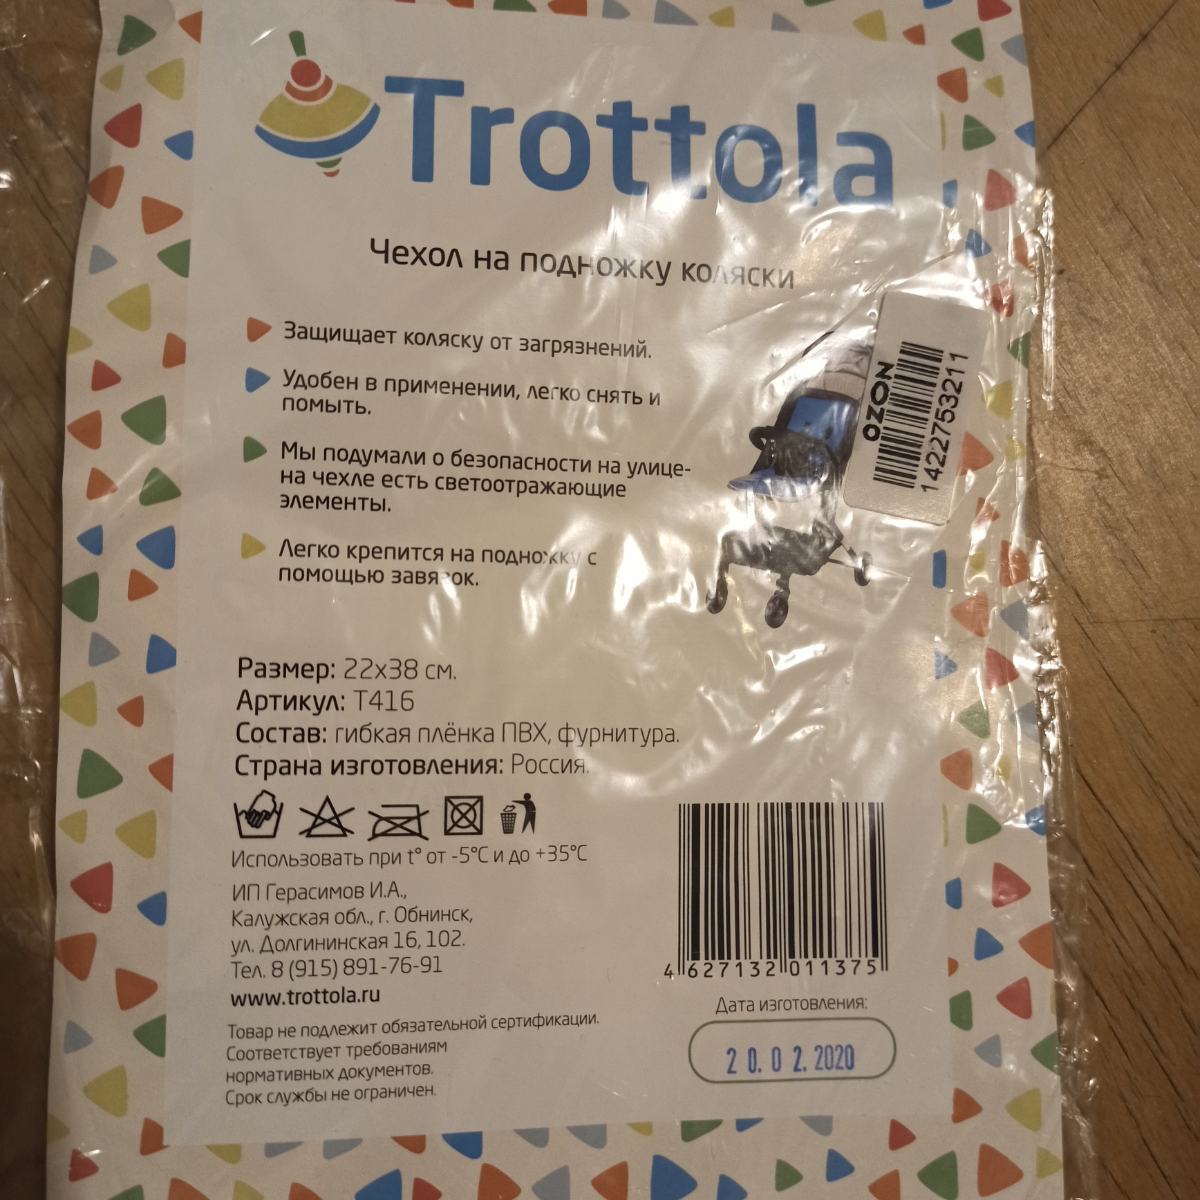 Trottola
Чехол на подножку коляски
Защищает коляску от загрязнений.
Удобен в применении, легко снять и
помыть.
Мы подумали о безопасности на улице-
на чехле есть светоотражающие
элементы.
Легко крепится на подножку с
помощью завязок.
OZON
1422753211
Размер: 22х38 см.
Артикул: Т416
Состав: гибкая плёнка ПВХ, фурнитура.
Страна изготовления: Россия.
Использовать при t° от -5°С и до +35°С
ИП Герасимов И.А.,
Калужская обл., г. Обнинск,
ул. Долгининская 16, 102.
Тел. 8 (915) 891-76-91
www.trottola.ru
Товар не подлежит обязательной сертификации.
Соответствует требованиям
нормативных документов.
Срок службы не ограничен.
4 627132 011375
Дата изготовления:
20.02.2020